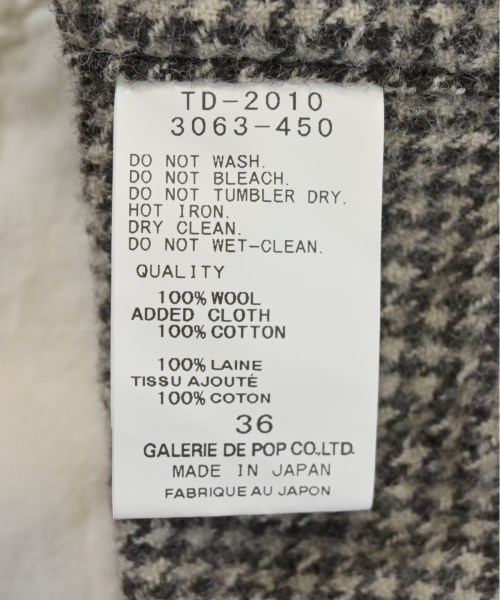 TD-2010
3063-450
DO NOT WASH.
DO NOT BLEACH.
DO NOT TUMBLER DRY.
HOT IRON.
DRY CLEAN.
DO NOT WET-CLEAN.
QUALITY
100% WOOL
ADDED CLOTH
100% COTTON
100% LAINE
TISSU AJOUTÉ
100% COTON
36
GALERIE DE POP CO.,LTD.
MADE IN JAPAN
FABRIQUE AU JAPON